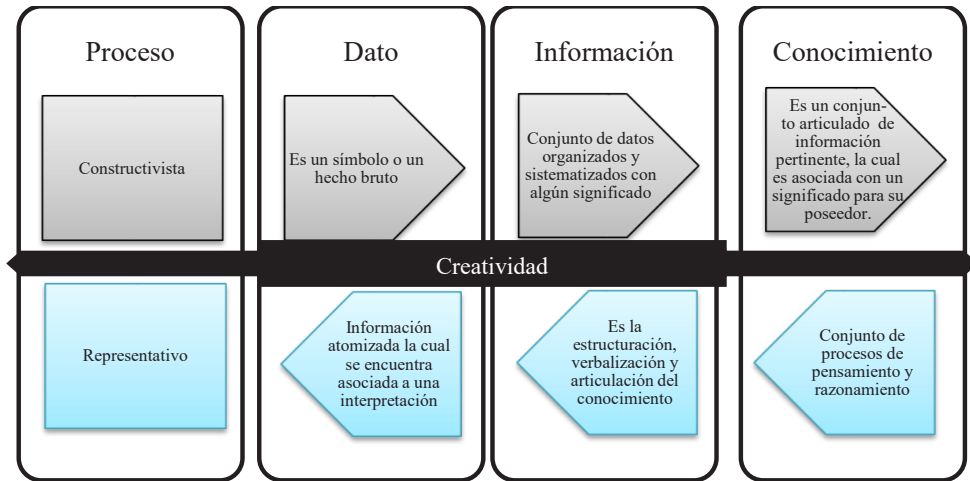 Proceso
Dato
Información
Conocimiento
Constructivista
Es un símbolo o un
hecho bruto
Conjunto de datos
organizados y
sistematizados con
algún significado
Es un conjun-
to articulado de
información
pertinente, la cual
es asociada con un
significado para su
poseedor.
Creatividad
Representativo
Información
atomizada la cual
se encuentra
asociada a una
interpretación
Es la
estructuración,
verbalización y
articulación del
conocimiento
Conjunto de
procesos de
pensamiento y
razonamiento